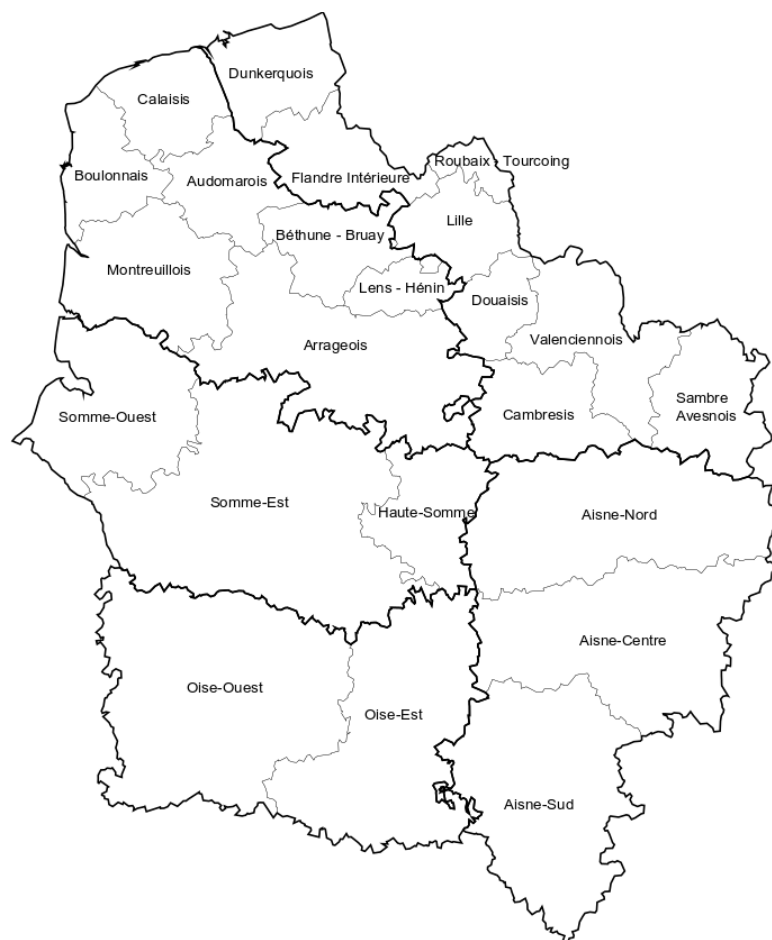 Dunkerquois
Calaisis
Roubaix - Tourcoing
Boulonnais
Audomarois
Flandre Intérieure
Lille
Béthune - Bruay
Montreuillois
Lens - Hénin
Douaisis
Arrageois
Valenciennois
Somme-Ouest
Cambresis
Sambre
Avesnois
Somme-Est
Haute-Somme
Aisne-Nord
Aisne-Centre
Oise-Ouest
Oise-Est
Aisne-Sud